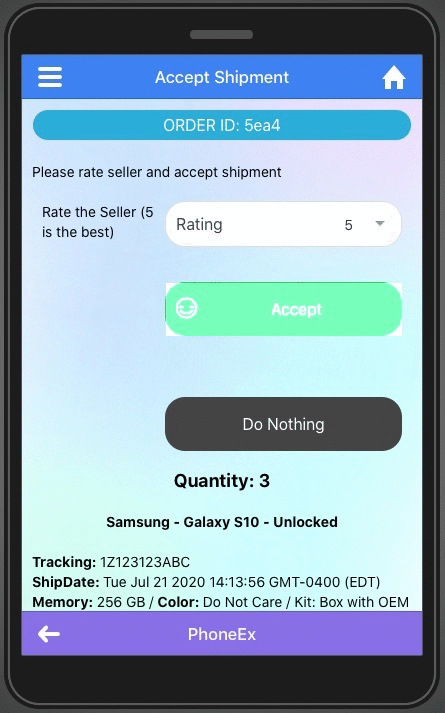 Accept Shipment
ORDER ID: 5ea4
Please rate seller and accept shipment
Rate the Seller (5
is the best)
Rating 5
Accept
Do Nothing
Quantity: 3
Samsung - Galaxy S10 - Unlocked
Tracking: 1Z123123ABC
ShipDate: Tue Jul 21 2020 14:13:56 GMT-0400 (EDT)
Memory: 256 GB / Color: Do Not Care / Kit: Box with OEM
PhoneEx